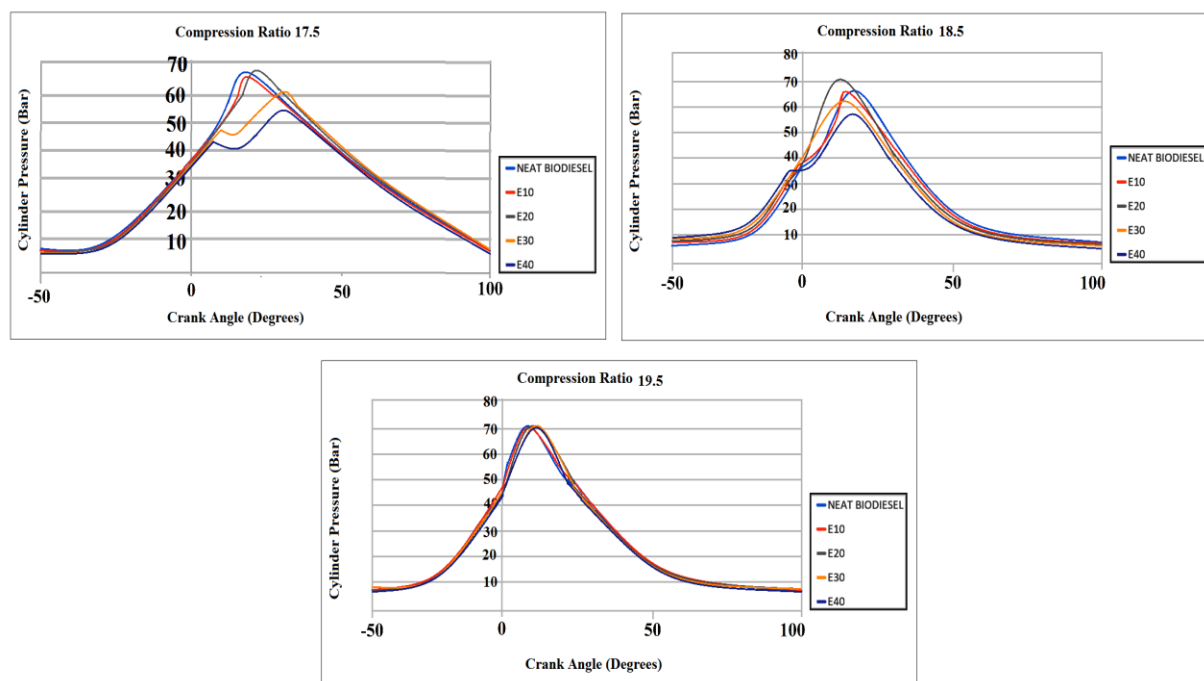 Compression Ratio 17.5
Cylinder Pressure (Bar)
70
60
50
40
30
20
10
-50
0
50
100
Crank Angle (Degrees)
NEAT BIODIESEL
E10
E20
E30
E40
Compression Ratio 18.5
Cylinder Pressure (Bar)
80
70
60
50
40
30
20
10
-50
0
50
100
Crank Angle (Degrees)
NEAT BIODIESEL
E10
E20
E30
E40
Compression Ratio 19.5
Cylinder Pressure (Bar)
80
70
60
50
40
30
20
10
-50
0
50
100
Crank Angle (Degrees)
NEAT BIODIESEL
E10
E20
E30
E40